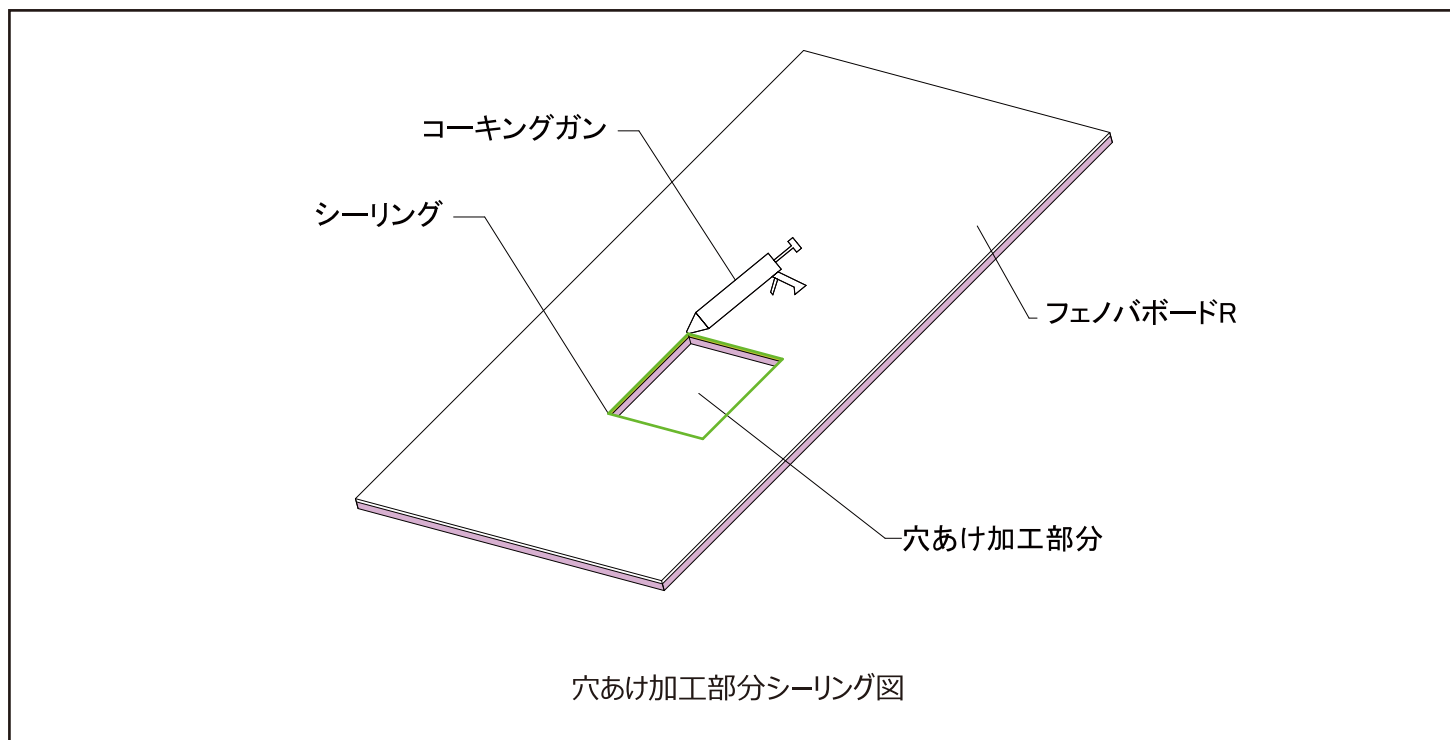 コーキングガン
シーリング
フェノバボードR
穴あけ加工部分
穴あけ加工部分シーリング図